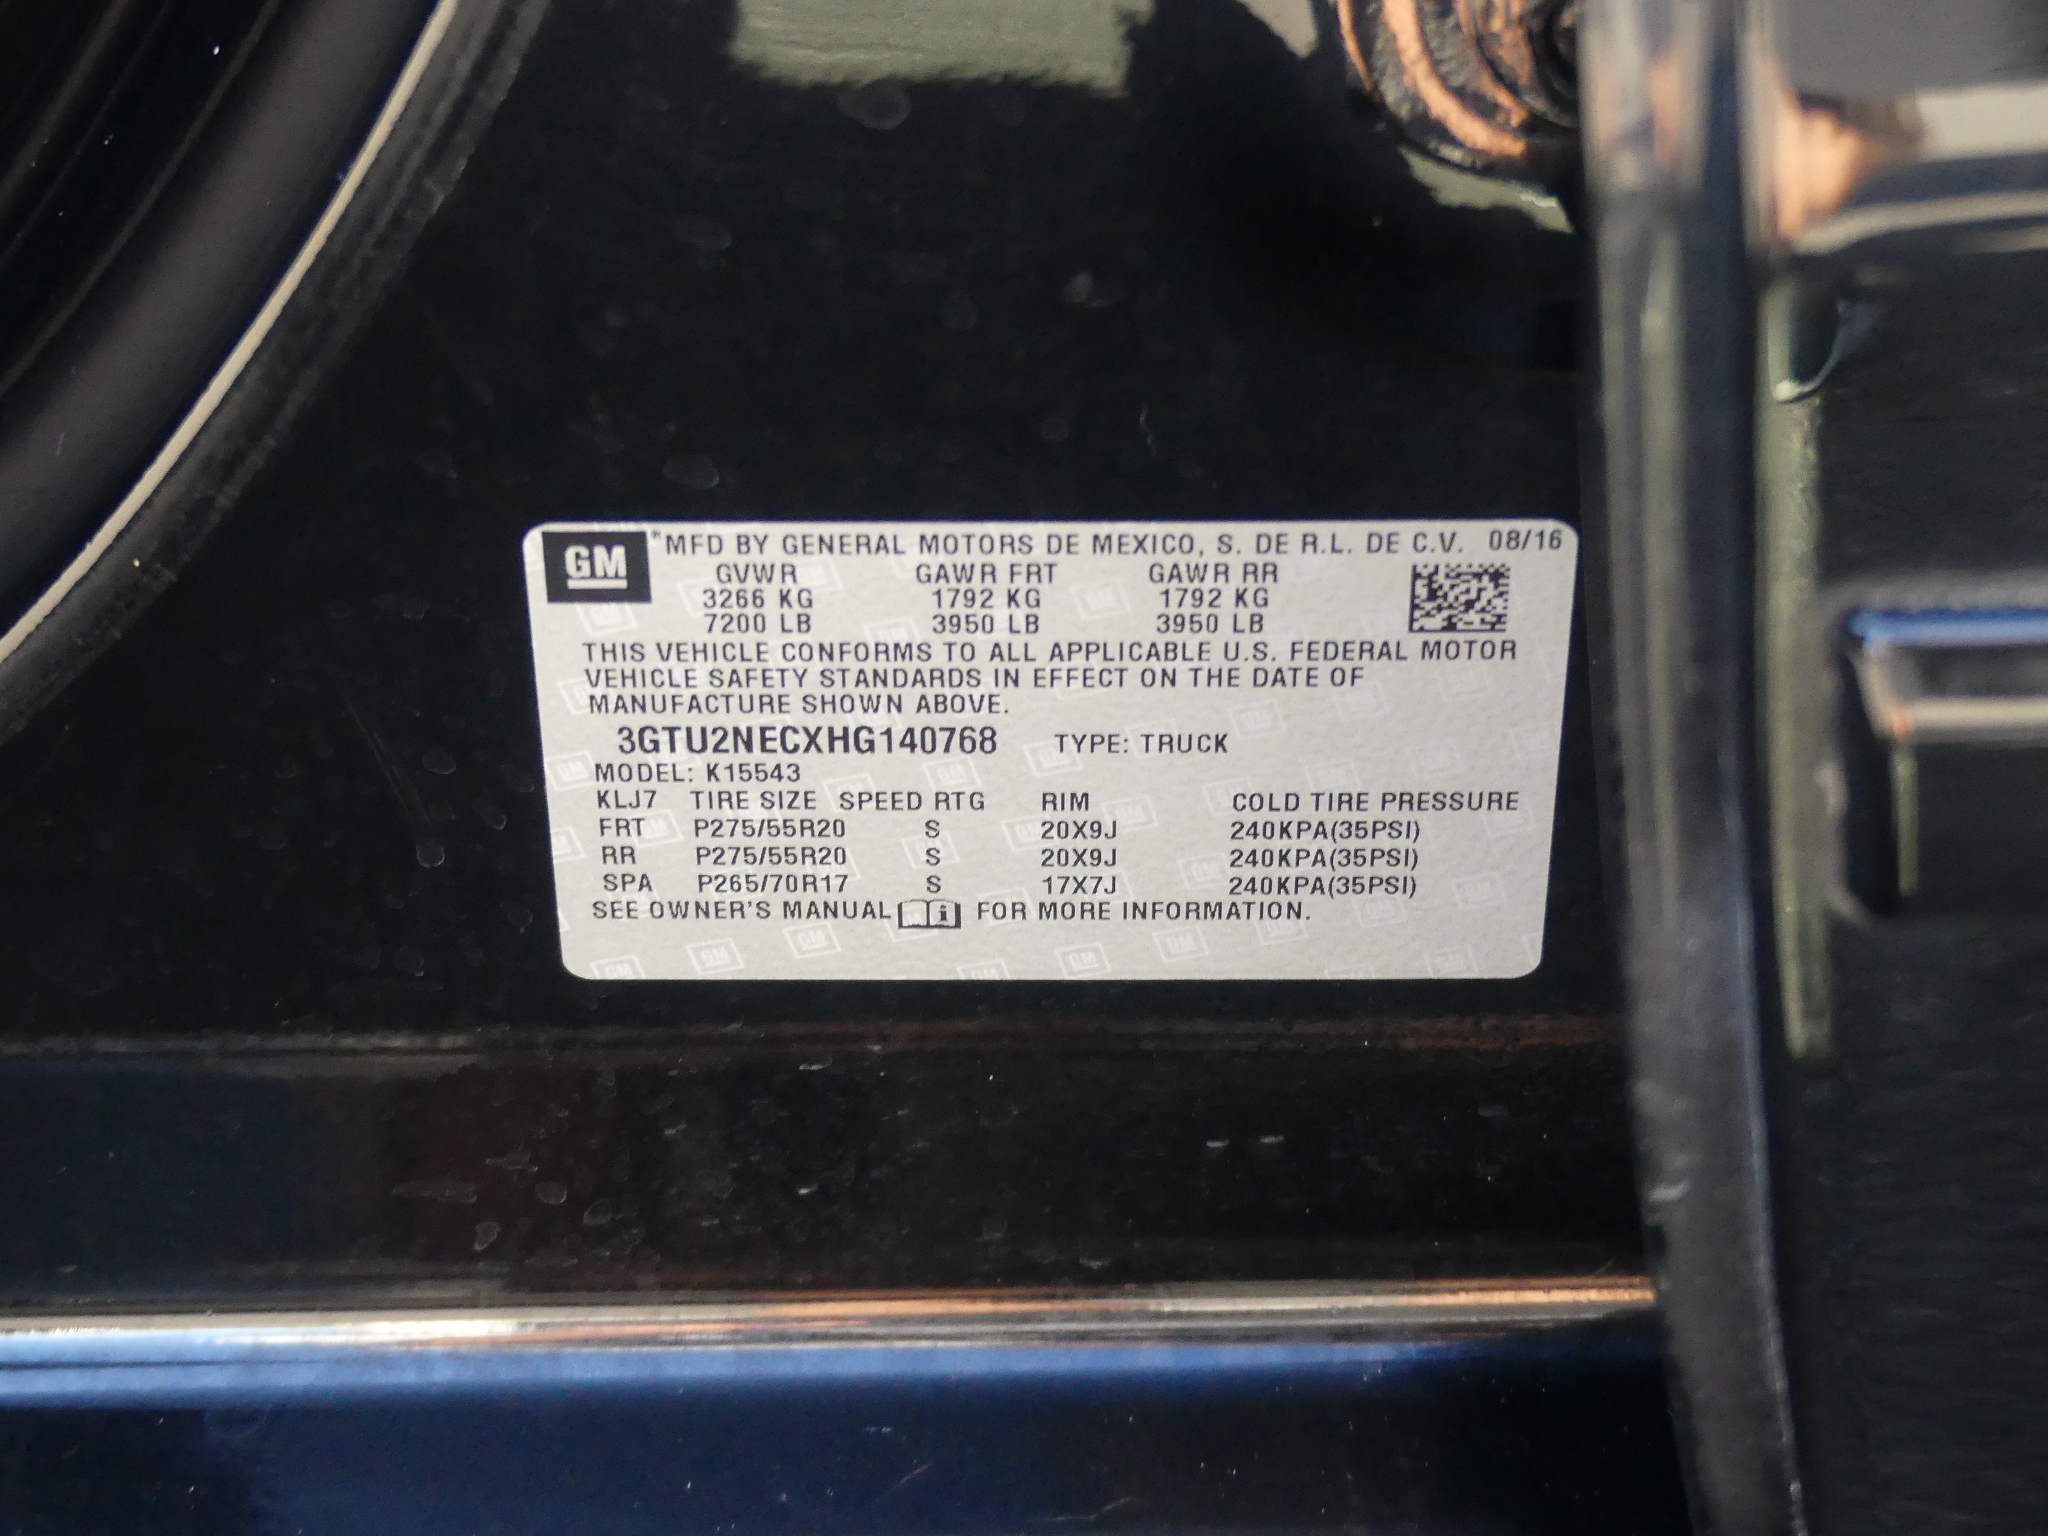 GM ®MFD BY GENERAL MOTORS DE MEXICO, S. DE R.L. DE C.V. 08/16
GVWR GAWR FRT GAWR RR
3266 KG 1792 KG 1792 KG
7200 LB 3950 LB 3950 LB
THIS VEHICLE CONFORMS TO ALL APPLICABLE U.S. FEDERAL MOTOR
VEHICLE SAFETY STANDARDS IN EFFECT ON THE DATE OF
MANUFACTURE SHOWN ABOVE.
3GTU2NECXHG140768 TYPE: TRUCK
MODEL: K15543
KLJ7 TIRE SIZE SPEED RTG RIM COLD TIRE PRESSURE
FRT P275/55R20 S 20X9J 240KPA(35PSI)
RR P275/55R20 S 20X9J 240KPA(35PSI)
SPA P265/70R17 S 17X7J 240KPA(35PSI)
SEE OWNER'S MANUAL i FOR MORE INFORMATION.